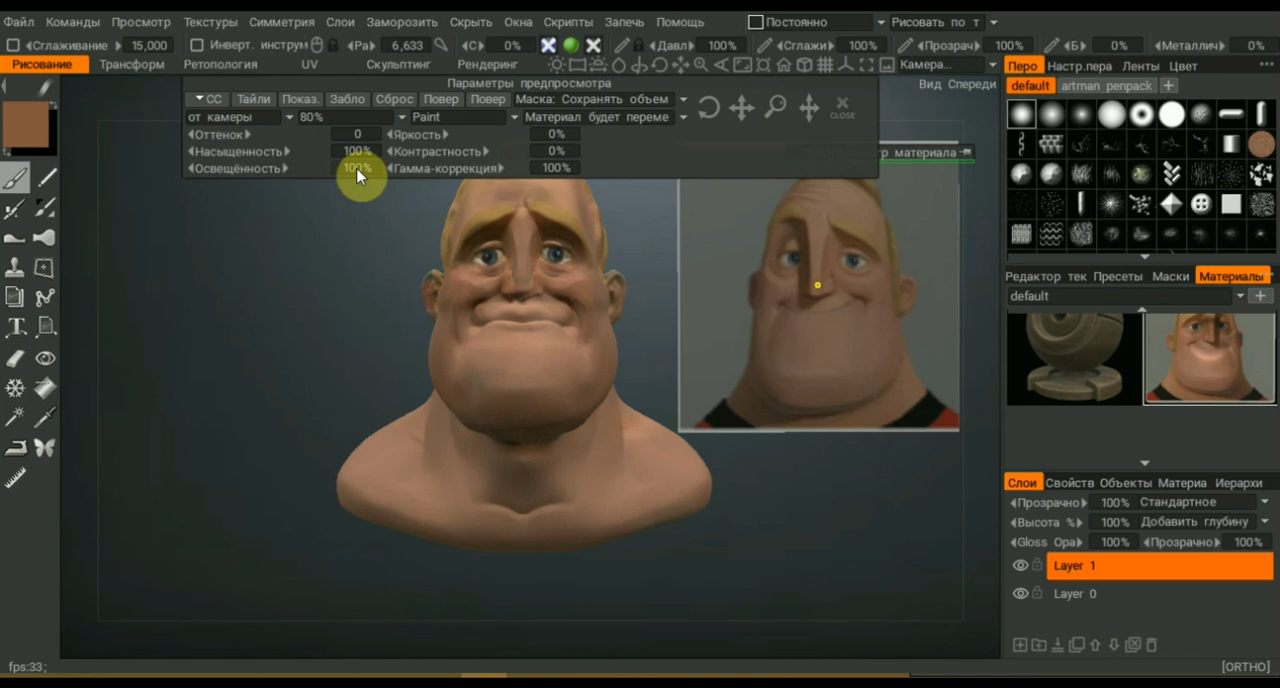 Файл Команды Просмотр Текстуры Симметрия Слои Заморозить Скрыть Окна Скрипты Запечь Помощь Постоянно Рисовать по т
Сглаживание 15,000 Инверт. инструм Ра 6,633 С 0% Давл 100% Сглажи 100% Прозрач 100% Б 0% Металлич 0%
Рисование Трансформ Ретопология UV Скульптинг Рендеринг Камера... Перо Настр.пера Ленты Цвет
Параметры предпросмотра Вид Спереди default artman penpack +
СС Тайли Показ. Забло Сброс Повер Повер Маска: Сохранять объем
CLOSE
от камеры 80% Paint Материал будет переме
Оттенок 0 Яркость 0%
Насыщенность 100% Контрастность 0%
р материала
Освещённость 100% Гамма-коррекция 100%
Редактор тек Пресеты Маски Материалы
default +
Слои Свойств Объекты Материа Иерархи
Прозрачно 100% Стандартное
Высота % 100% Добавить глубину
Gloss Opa 100% Прозрачно 100%
Layer 1
Layer 0
fps:33; [ORTHO]